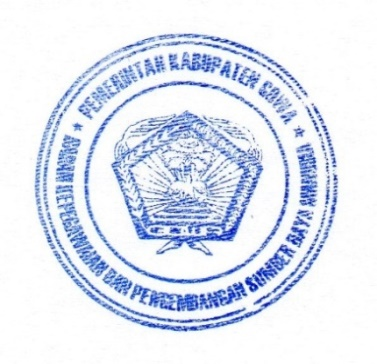 PEMERINTAH KABUPATEN GOWA
BADAN KEPEGAWAIAN DAN PENGEMBANGAN SUMBER DAYA MANUSIA